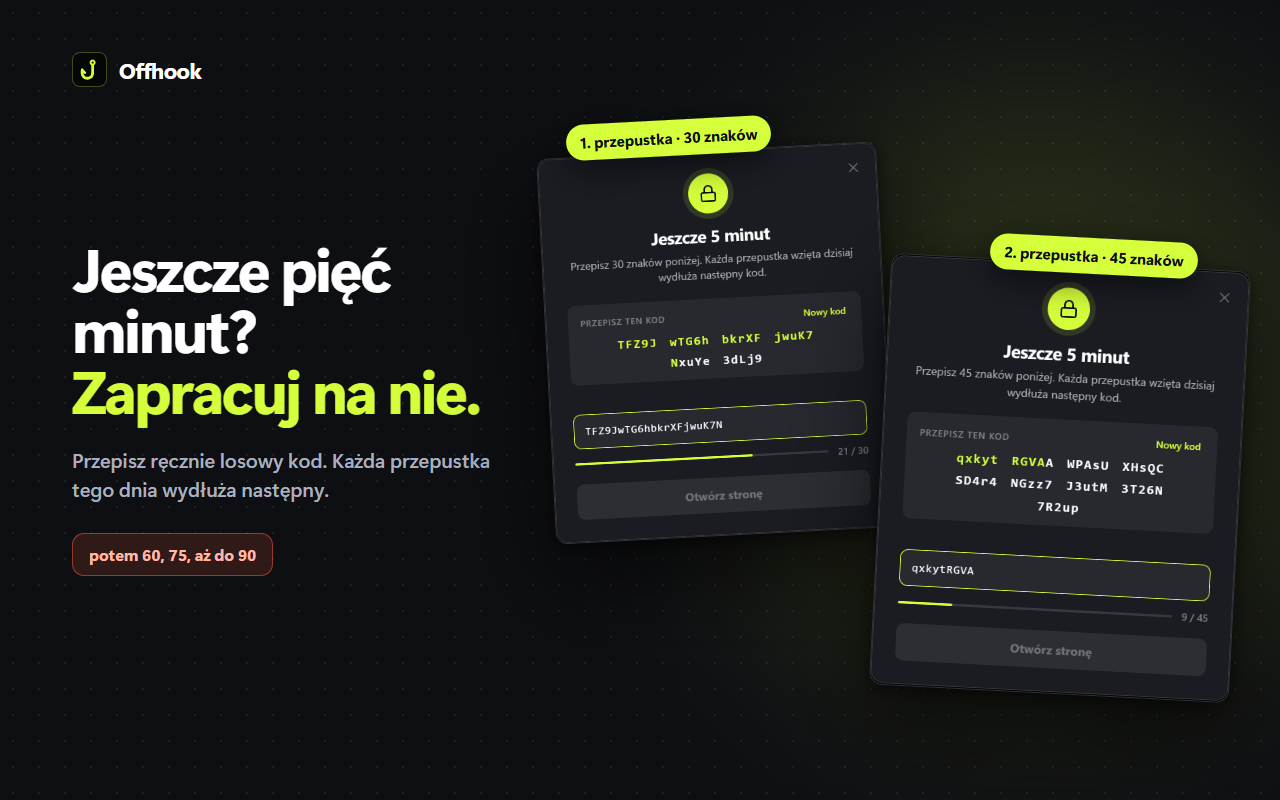 Offhook
Jeszcze pięć
minut?
Zapracuj na nie.
Przepisz ręcznie losowy kod. Każda przepustka
tego dnia wydłuża następny.
potem 60, 75, aż do 90
1. przepustka · 30 znaków
Jeszcze 5 minut
Przepisz 30 znaków poniżej. Każda przepustka wzięta dzisiaj
wydłuża następny kod.
PRZEPISZ TEN KOD
Nowy kod
TFZ9J wTG6h bkrXF jwuK7
NxuYe 3dLj9
TFZ9JwTG6hbkrXFjwuK7N
21 / 30
Otwórz stronę
2. przepustka · 45 znaków
Jeszcze 5 minut
Przepisz 45 znaków poniżej. Każda przepustka wzięta dzisiaj
wydłuża następny kod.
PRZEPISZ TEN KOD
Nowy kod
qxkyt RGVAA WPAsU XHsQC
SD4r4 NGzz7 J3utM 3T26N
7R2up
qxkytRGVA
9 / 45
Otwórz stronę